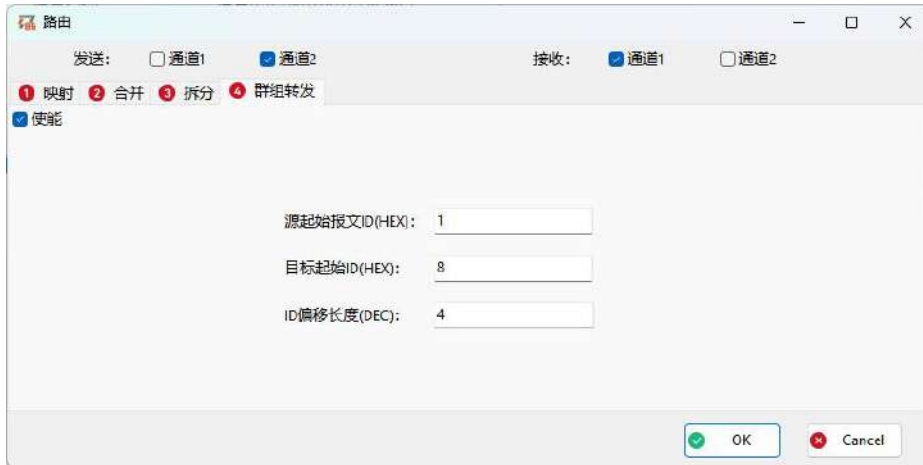 路由
发送： 通道1 通道2 接收： 通道1 通道2
1 映射 2 合并 3 拆分 4 群组转发
使能
源起始报文ID(HEX)： 1
目标起始ID(HEX)： 8
ID偏移长度(DEC)： 4
OK Cancel